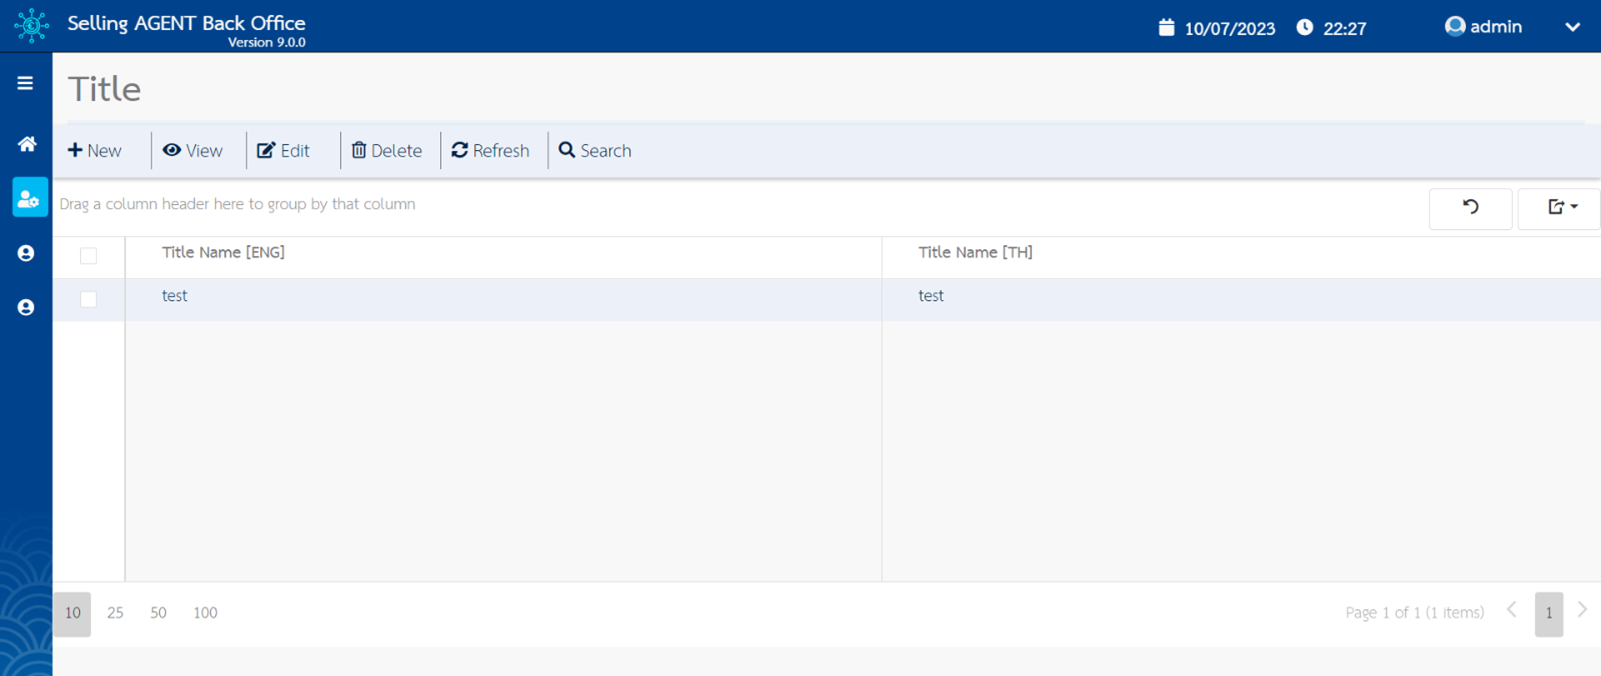 Selling AGENT Back Office
Version 9.0.0
10/07/2023 22:27 admin
Title
New View Edit Delete Refresh Search
Drag a column header here to group by that column
Title Name [ENG] Title Name [TH]
test test
10 25 50 100 Page 1 of 1 (1 items) 1